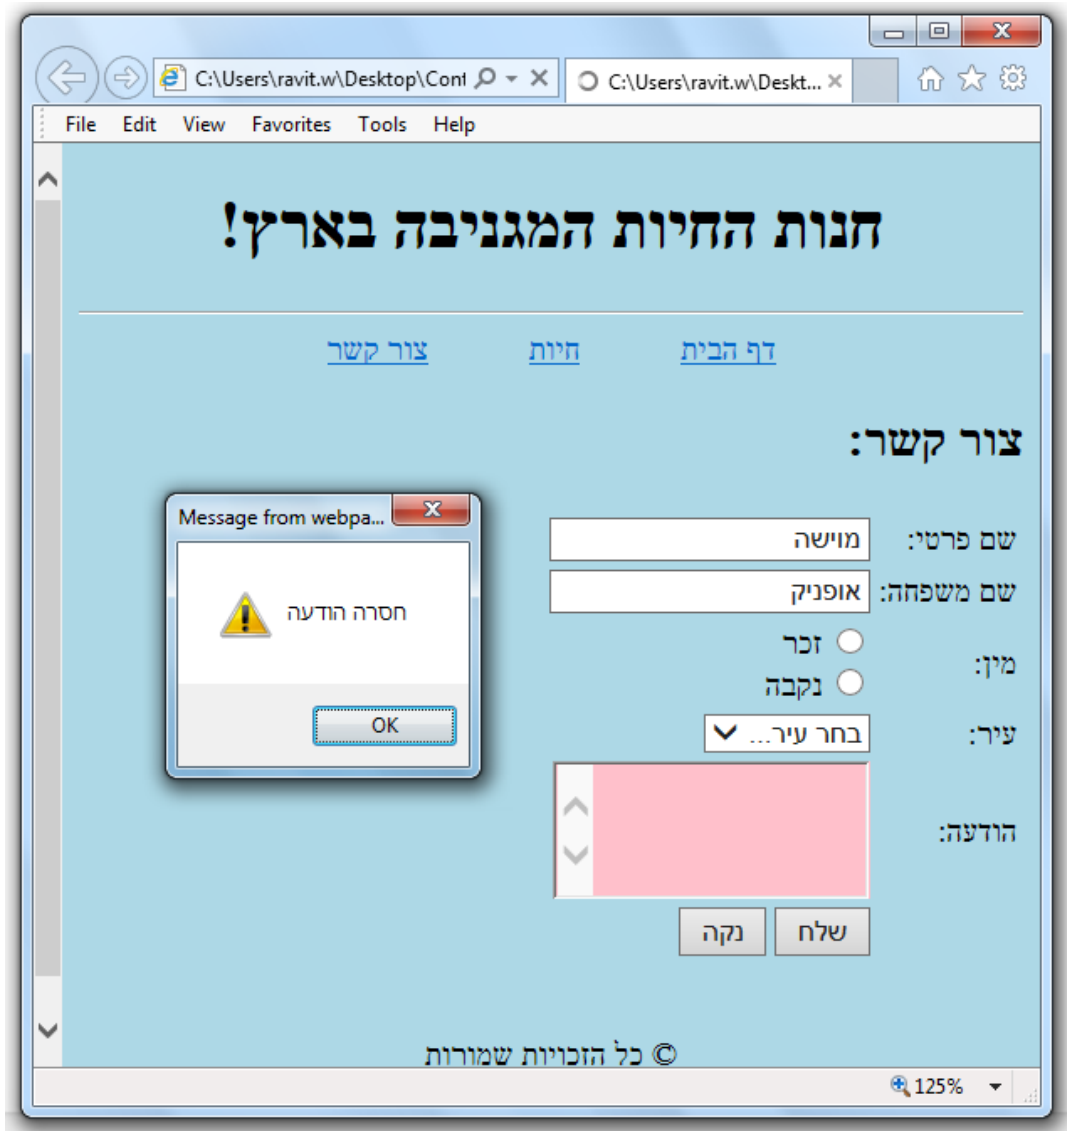 C:\Users\ravit.w\Desktop\Cont
C:\Users\ravit.w\Deskt...
File Edit View Favorites Tools Help
חנות החיות המגניבה בארץ!
דף הבית חיות צור קשר
צור קשר:
שם פרטי: מוישה
שם משפחה: אופניק
מין: זכר
נקבה
עיר: בחר עיר...
הודעה:
שלח נקה
Message from webpa...
חסרה הודעה
OK
© כל הזכויות שמורות
125%